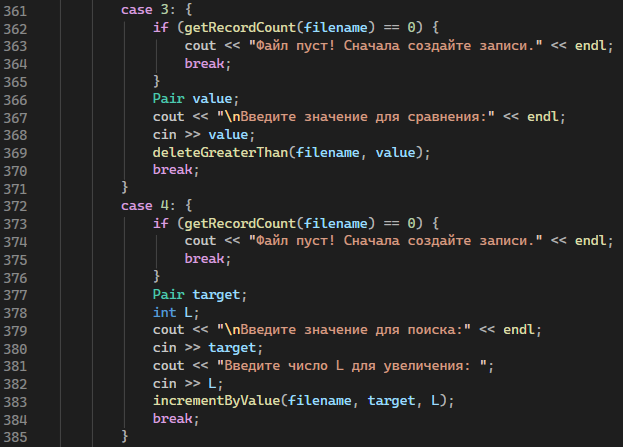 361 case 3: {
362 if (getRecordCount(filename) == 0) {
363 cout << "Файл пуст! Сначала создайте записи." << endl;
364 break;
365 }
366 Pair value;
367 cout << "\nВведите значение для сравнения:" << endl;
368 cin >> value;
369 deleteGreaterThan(filename, value);
370 break;
371 }
372 case 4: {
373 if (getRecordCount(filename) == 0) {
374 cout << "Файл пуст! Сначала создайте записи." << endl;
375 break;
376 }
377 Pair target;
378 int L;
379 cout << "\nВведите значение для поиска:" << endl;
380 cin >> target;
381 cout << "Введите число L для увеличения: ";
382 cin >> L;
383 incrementByValue(filename, target, L);
384 break;
385 }